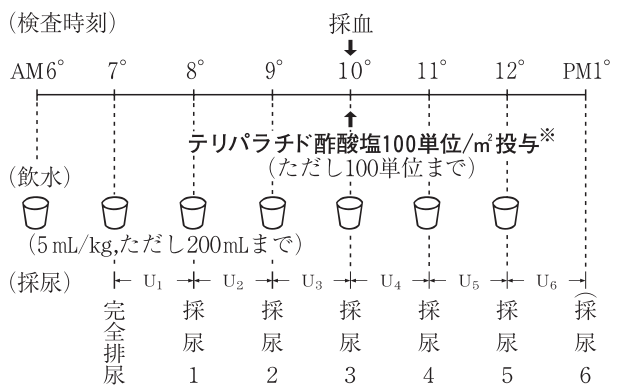 (検査時刻)
採血
AM6° 7° 8° 9° 10° 11° 12° PM1°
テリパラチド酢酸塩100単位/㎡投与※
(ただし100単位まで)
(飲水)
(5mL/kg,ただし200mLまで)
(採尿) U₁ U₂ U₃ U₄ U₅ U₆
完全排尿
採尿1
採尿2
採尿3
採尿4
採尿5
(採尿6